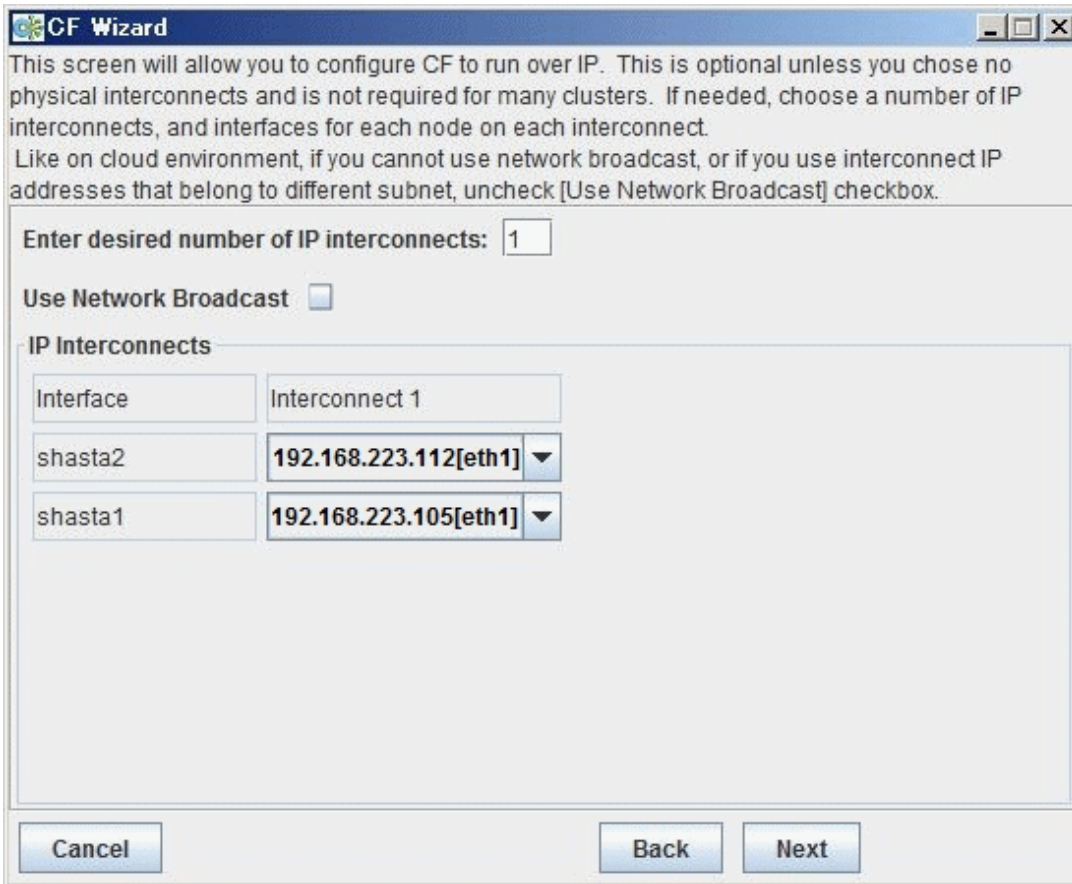 CF Wizard
This screen will allow you to configure CF to run over IP.  This is optional unless you chose no
physical interconnects and is not required for many clusters.  If needed, choose a number of IP
interconnects, and interfaces for each node on each interconnect.
 Like on cloud environment, if you cannot use network broadcast, or if you use interconnect IP
addresses that belong to different subnet, uncheck [Use Network Broadcast] checkbox.
Enter desired number of IP interconnects: 1
Use Network Broadcast
IP Interconnects
Interface Interconnect 1
shasta2 192.168.223.112[eth1]
shasta1 192.168.223.105[eth1]
Cancel Back Next